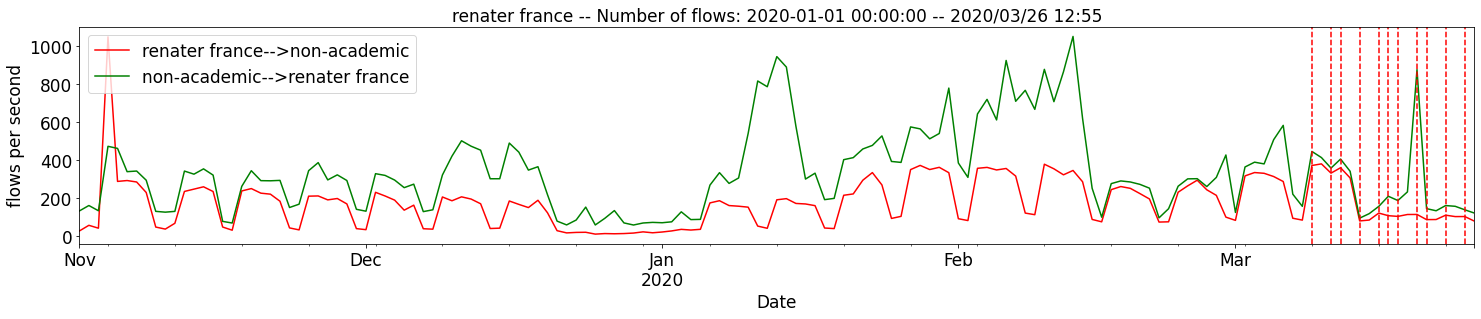 renater france -- Number of flows: 2020-01-01 00:00:00 -- 2020/03/26 12:55
flows per second
1000
800
600
400
200
0
renater france-->non-academic
non-academic-->renater france
Nov
Dec
Jan
2020
Feb
Mar
Date